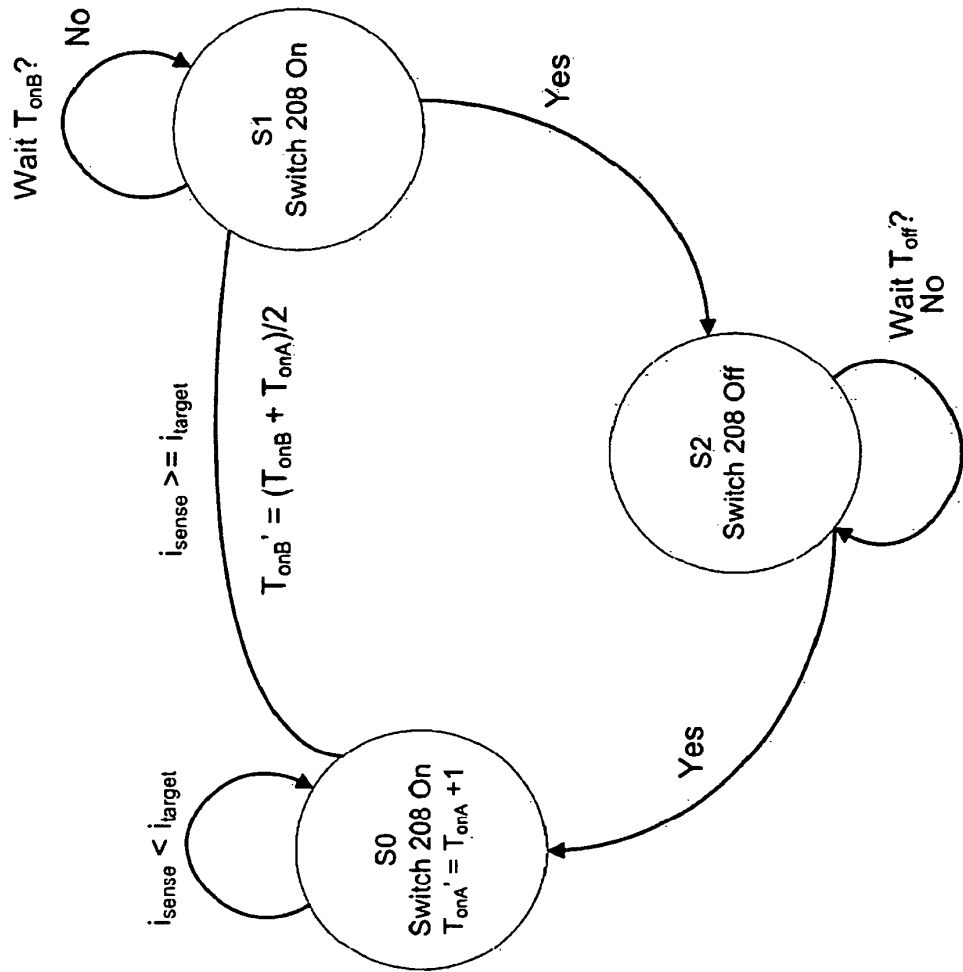 i_sense < i_target
S0
Switch 208 On
T_onA' = T_onA +1
i_sense >= i_target
T_onB' = (T_onB + T_onA)/2
Wait T_onB?
No
S1
Switch 208 On
Yes
S2
Switch 208 Off
Wait T_off?
No
Yes